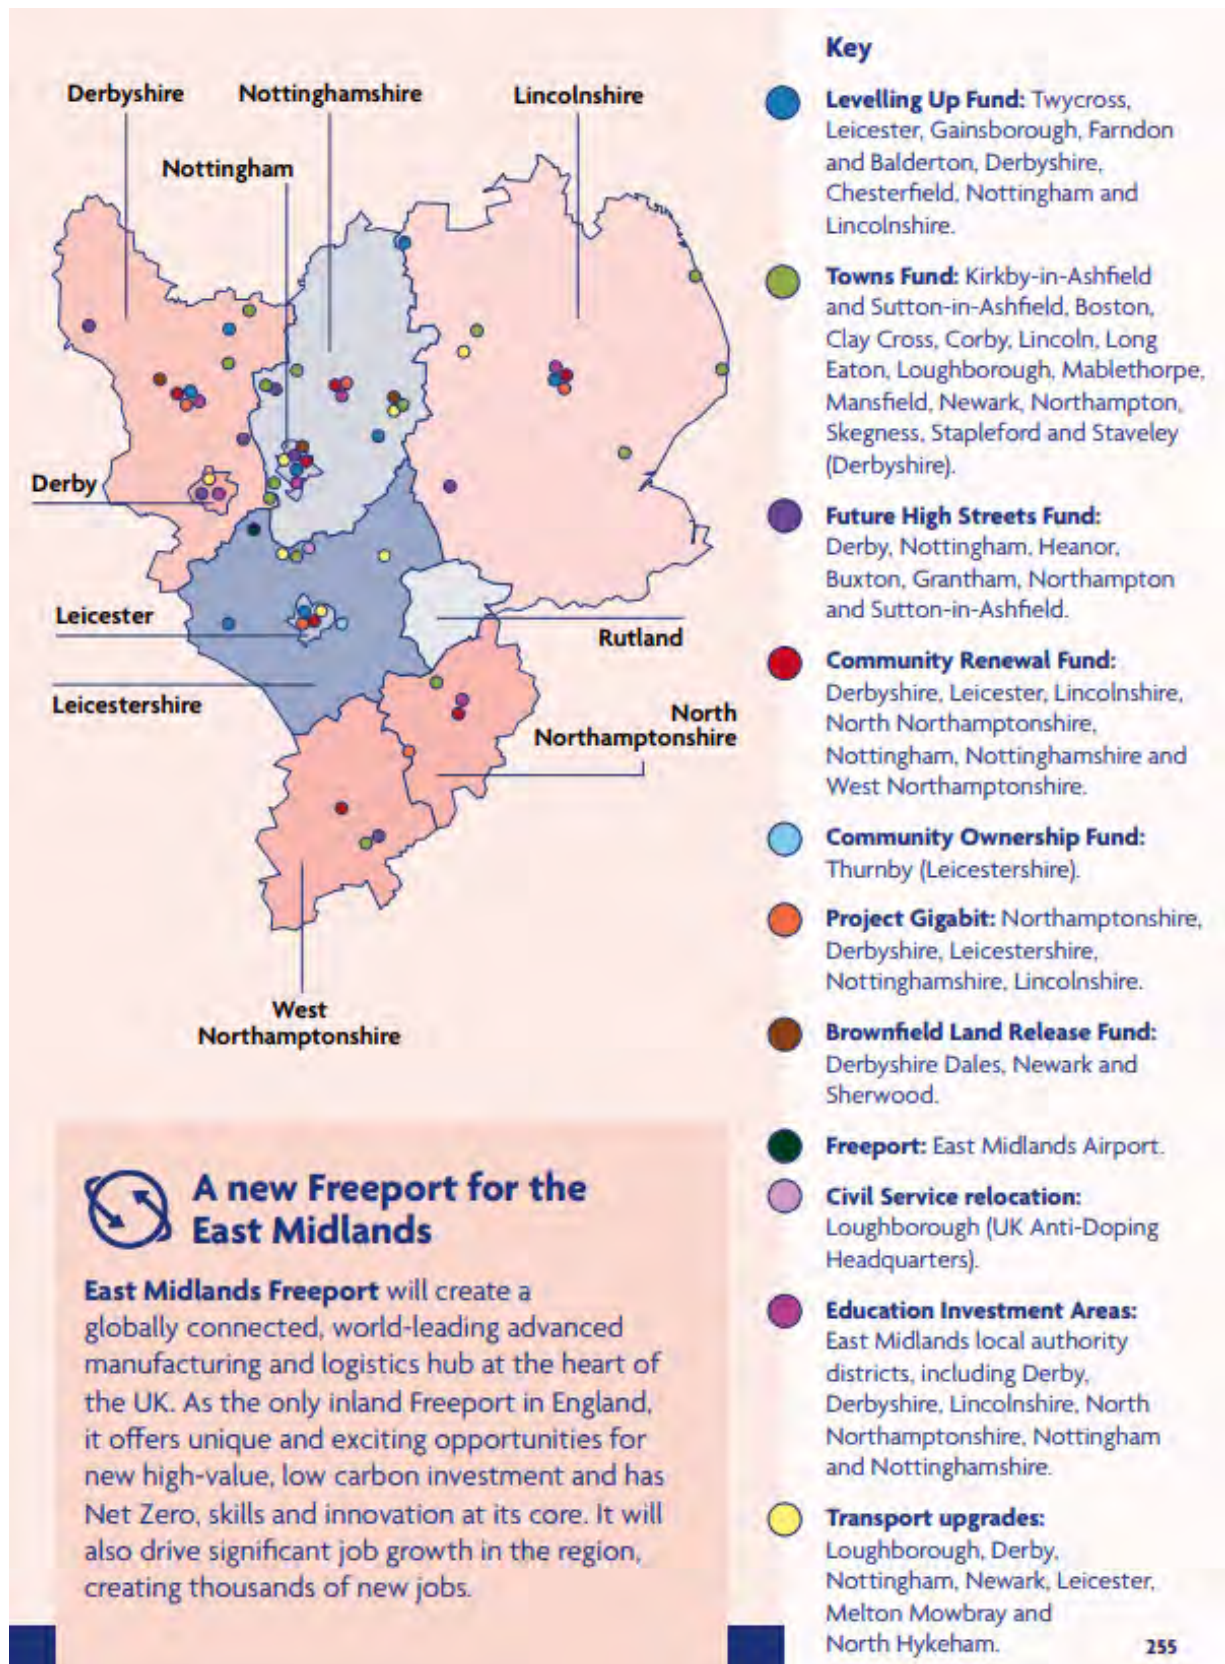 Derbyshire
Nottinghamshire
Lincolnshire
Nottingham
Derby
Leicester
Rutland
Leicestershire
North
Northamptonshire
West
Northamptonshire
A new Freeport for the
East Midlands
East Midlands Freeport will create a
globally connected, world-leading advanced
manufacturing and logistics hub at the heart of
the UK. As the only inland Freeport in England,
it offers unique and exciting opportunities for
new high-value, low carbon investment and has
Net Zero, skills and innovation at its core. It will
also drive significant job growth in the region,
creating thousands of new jobs.
Key
Levelling Up Fund: Twycross,
Leicester, Gainsborough, Farndon
and Balderton, Derbyshire,
Chesterfield, Nottingham and
Lincolnshire.
Towns Fund: Kirkby-in-Ashfield
and Sutton-in-Ashfield, Boston,
Clay Cross, Corby, Lincoln, Long
Eaton, Loughborough, Mablethorpe,
Mansfield, Newark, Northampton,
Skegness, Stapleford and Staveley
(Derbyshire).
Future High Streets Fund:
Derby, Nottingham, Heanor,
Buxton, Grantham, Northampton
and Sutton-in-Ashfield.
Community Renewal Fund:
Derbyshire, Leicester, Lincolnshire,
North Northamptonshire,
Nottingham, Nottinghamshire and
West Northamptonshire.
Community Ownership Fund:
Thurnby (Leicestershire).
Project Gigabit: Northamptonshire,
Derbyshire, Leicestershire,
Nottinghamshire, Lincolnshire.
Brownfield Land Release Fund:
Derbyshire Dales, Newark and
Sherwood.
Freeport: East Midlands Airport.
Civil Service relocation:
Loughborough (UK Anti-Doping
Headquarters).
Education Investment Areas:
East Midlands local authority
districts, including Derby,
Derbyshire, Lincolnshire, North
Northamptonshire, Nottingham
and Nottinghamshire.
Transport upgrades:
Loughborough, Derby,
Nottingham, Newark, Leicester,
Melton Mowbray and
North Hykeham.
255